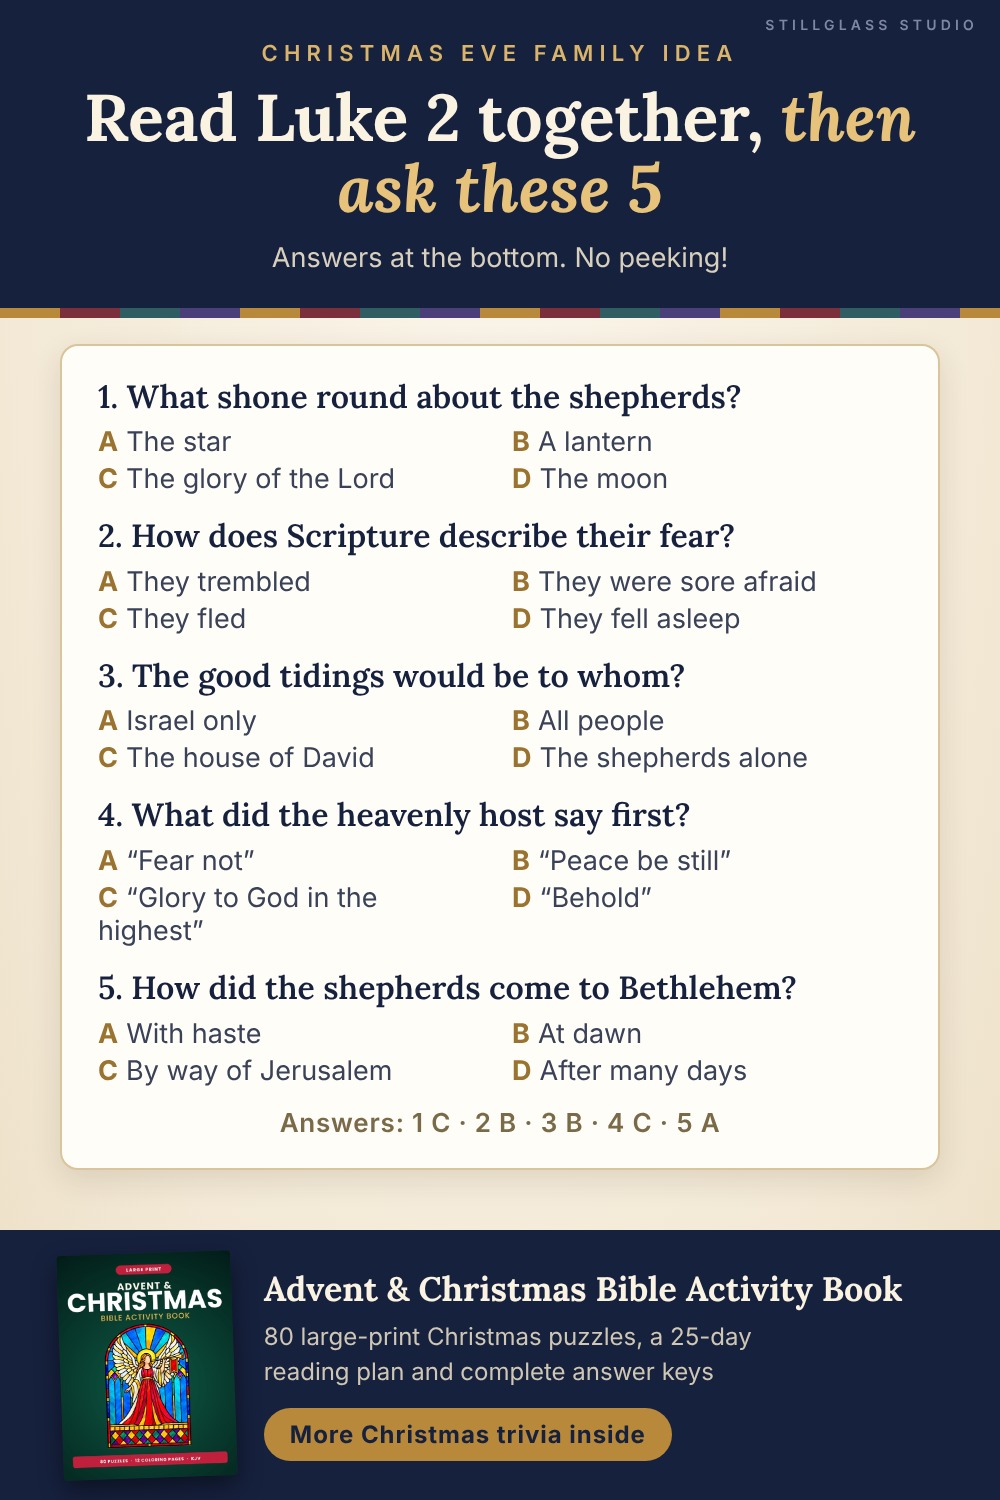 STILLGLASS STUDIO
CHRISTMAS EVE FAMILY IDEA
Read Luke 2 together, then
ask these 5
Answers at the bottom. No peeking!
1. What shone round about the shepherds?
A The star
B A lantern
C The glory of the Lord
D The moon
2. How does Scripture describe their fear?
A They trembled
B They were sore afraid
C They fled
D They fell asleep
3. The good tidings would be to whom?
A Israel only
B All people
C The house of David
D The shepherds alone
4. What did the heavenly host say first?
A “Fear not”
B “Peace be still”
C “Glory to God in the
highest”
D “Behold”
5. How did the shepherds come to Bethlehem?
A With haste
B At dawn
C By way of Jerusalem
D After many days
Answers: 1 C · 2 B · 3 B · 4 C · 5 A
LARGE PRINT
ADVENT &
CHRISTMAS
BIBLE ACTIVITY BOOK
80 PUZZLES · 12 COLORING PAGES · KJV
Advent & Christmas Bible Activity Book
80 large-print Christmas puzzles, a 25-day
reading plan and complete answer keys
More Christmas trivia inside